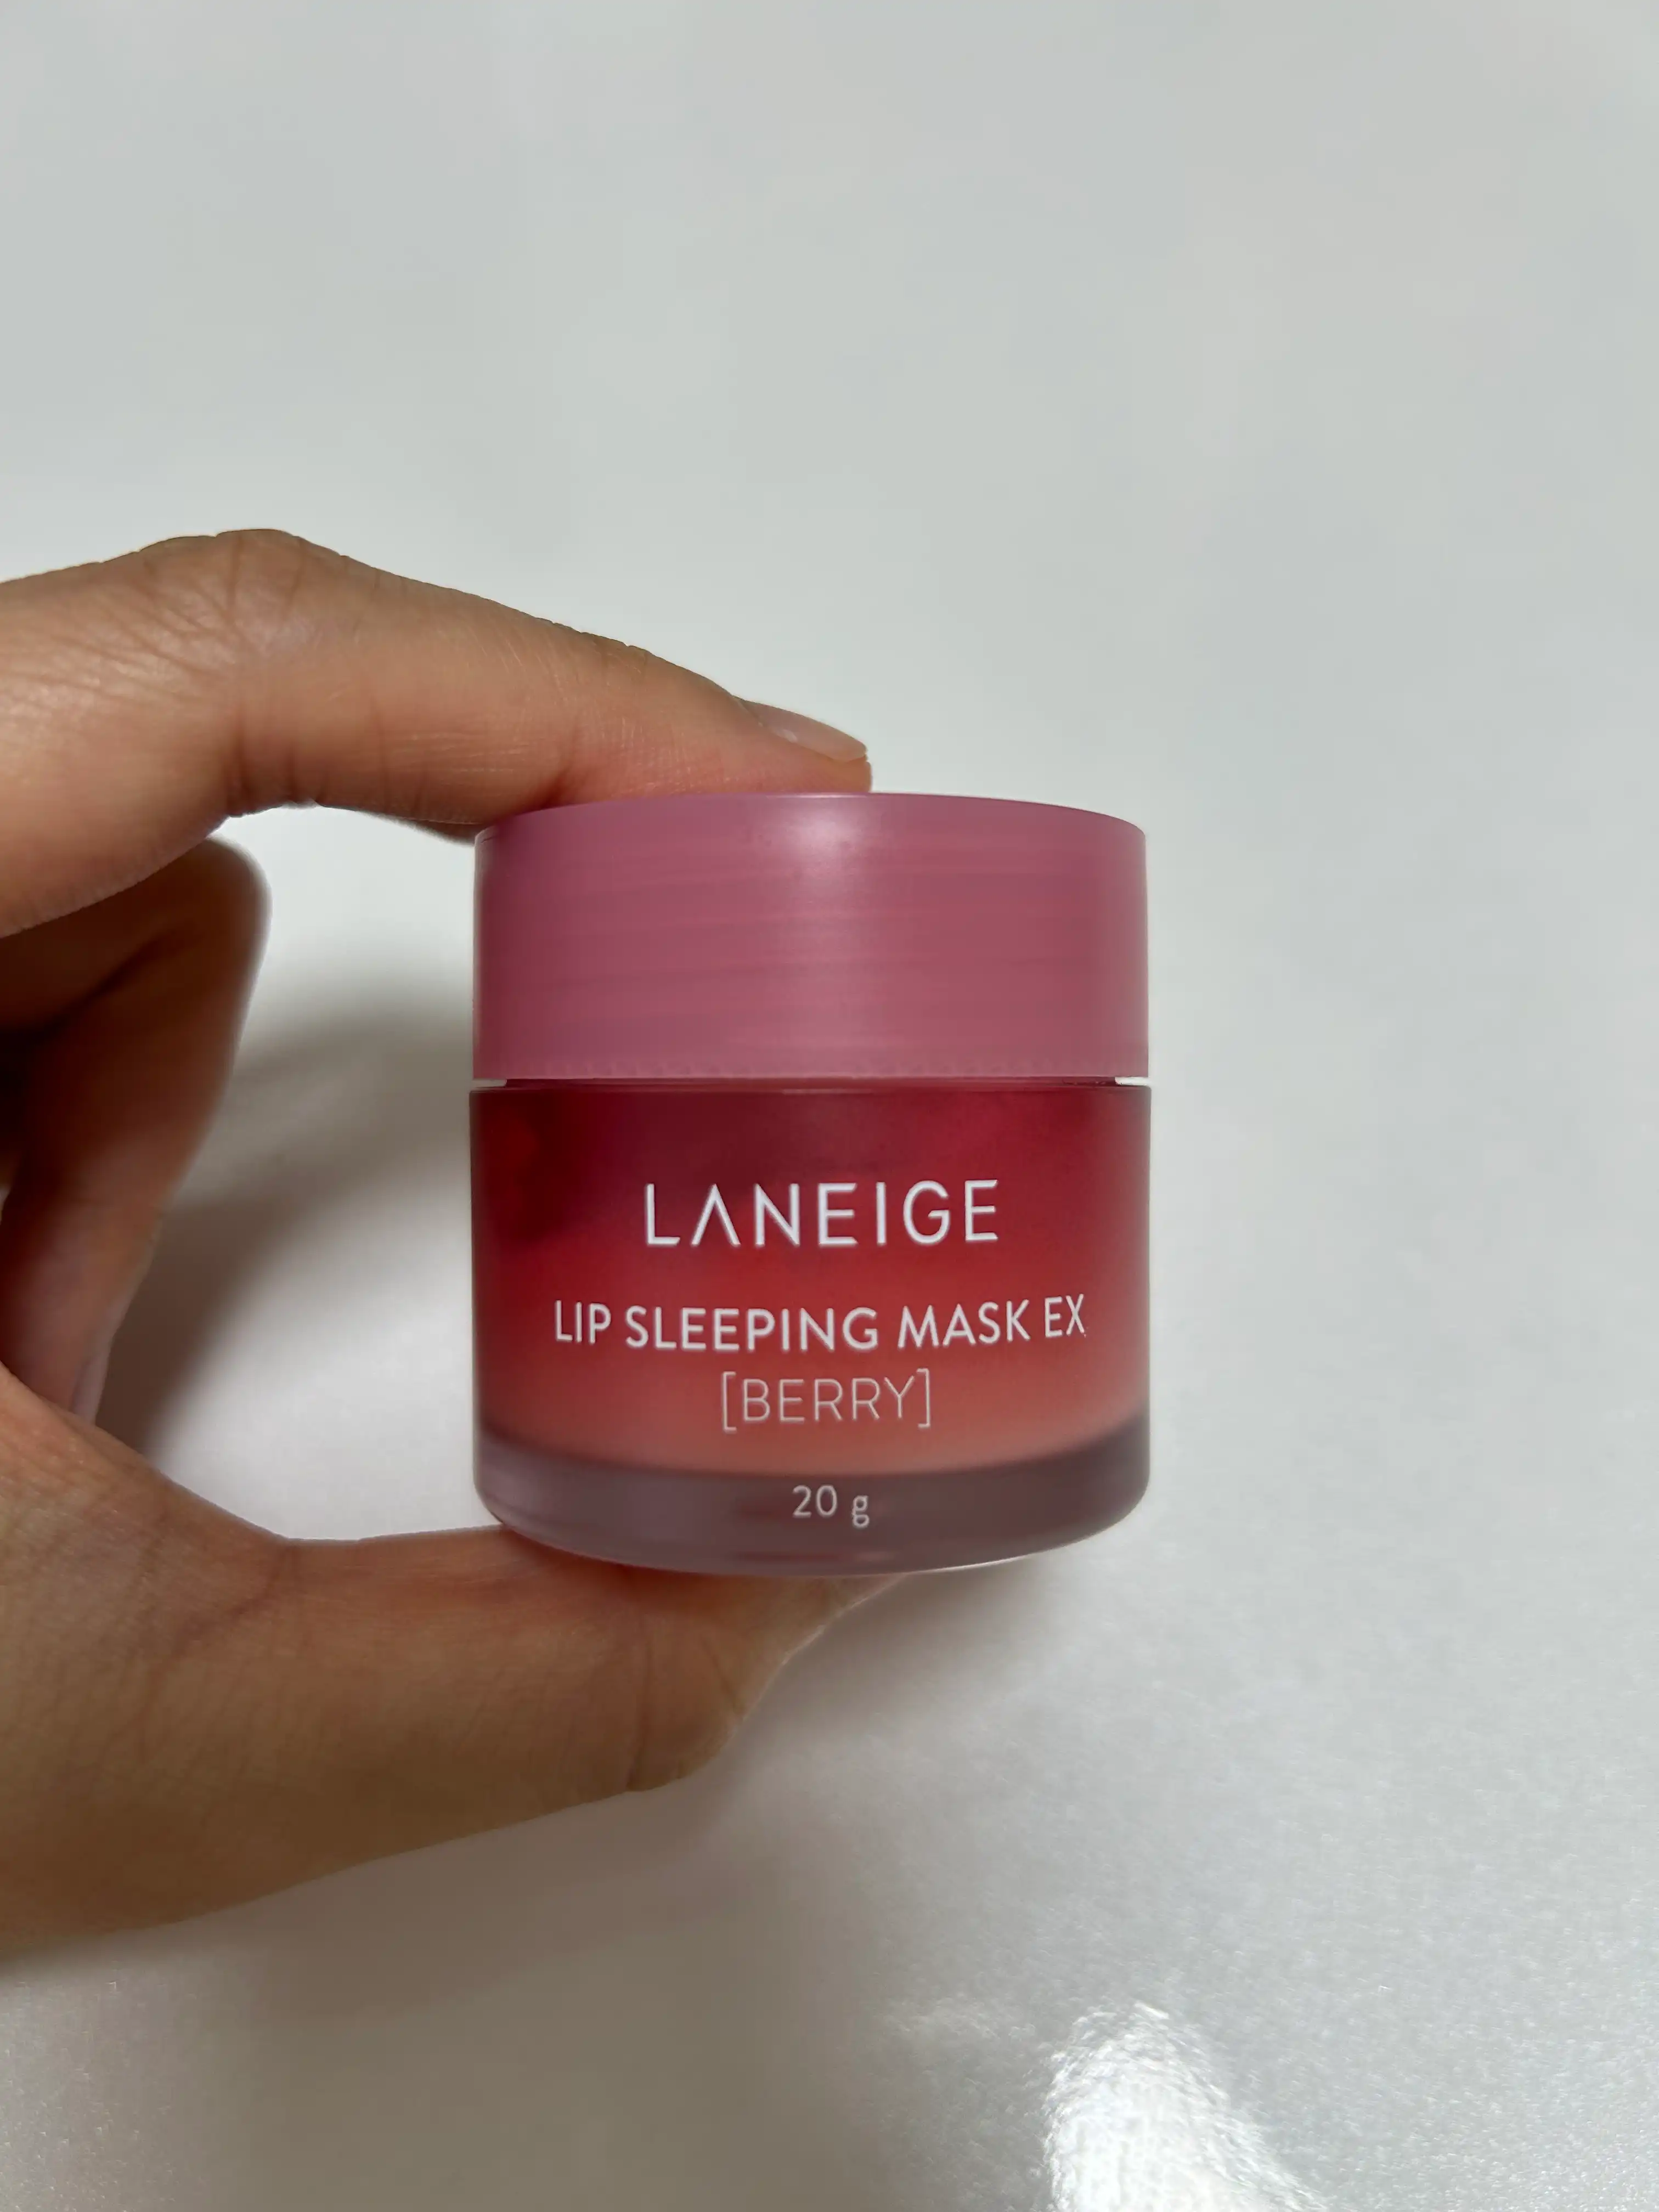 LANEIGE
LIP SLEEPING MASK EX
[BERRY]
20 g